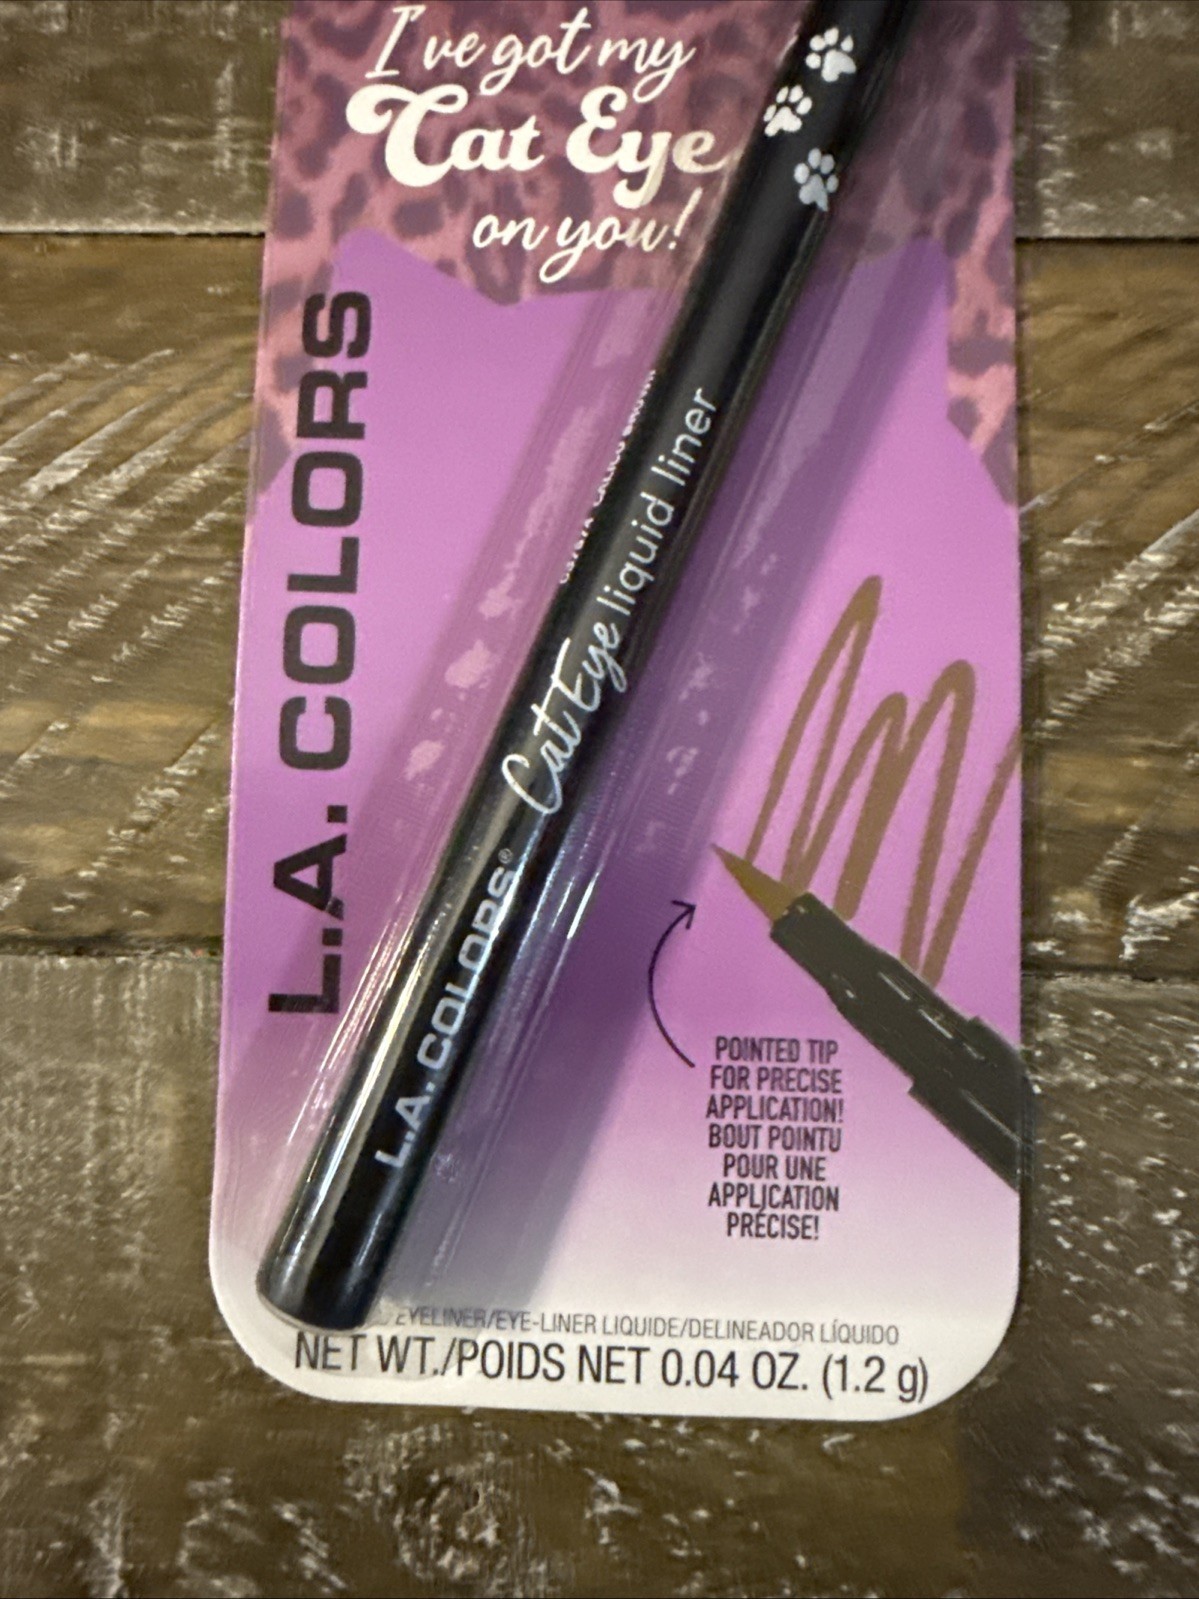 I've got my
Cat Eye
on you!
L.A. COLORS
Cat Eye liquid liner
L.A. COLORS®
POINTED TIP
FOR PRECISE
APPLICATION!
BOUT POINTU
POUR UNE
APPLICATION
PRÉCISE!
EYELINER/EYE-LINER LIQUIDE/DELINEADOR LÍQUIDO
NET WT./POIDS NET 0.04 OZ. (1.2 g)